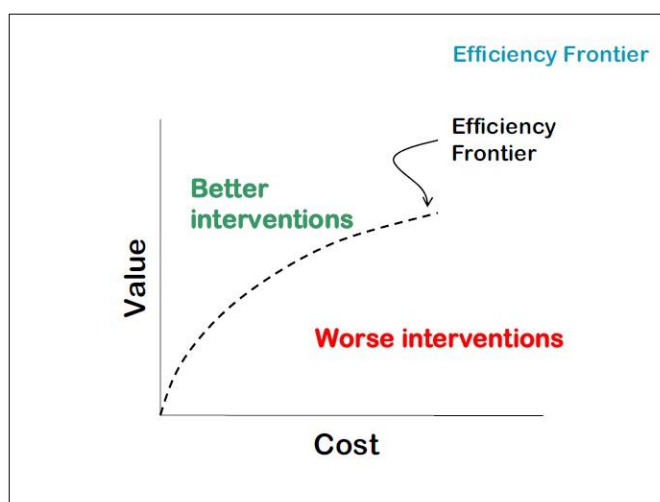 Efficiency Frontier
Efficiency
Frontier
Better
interventions
Value
Worse interventions
Cost